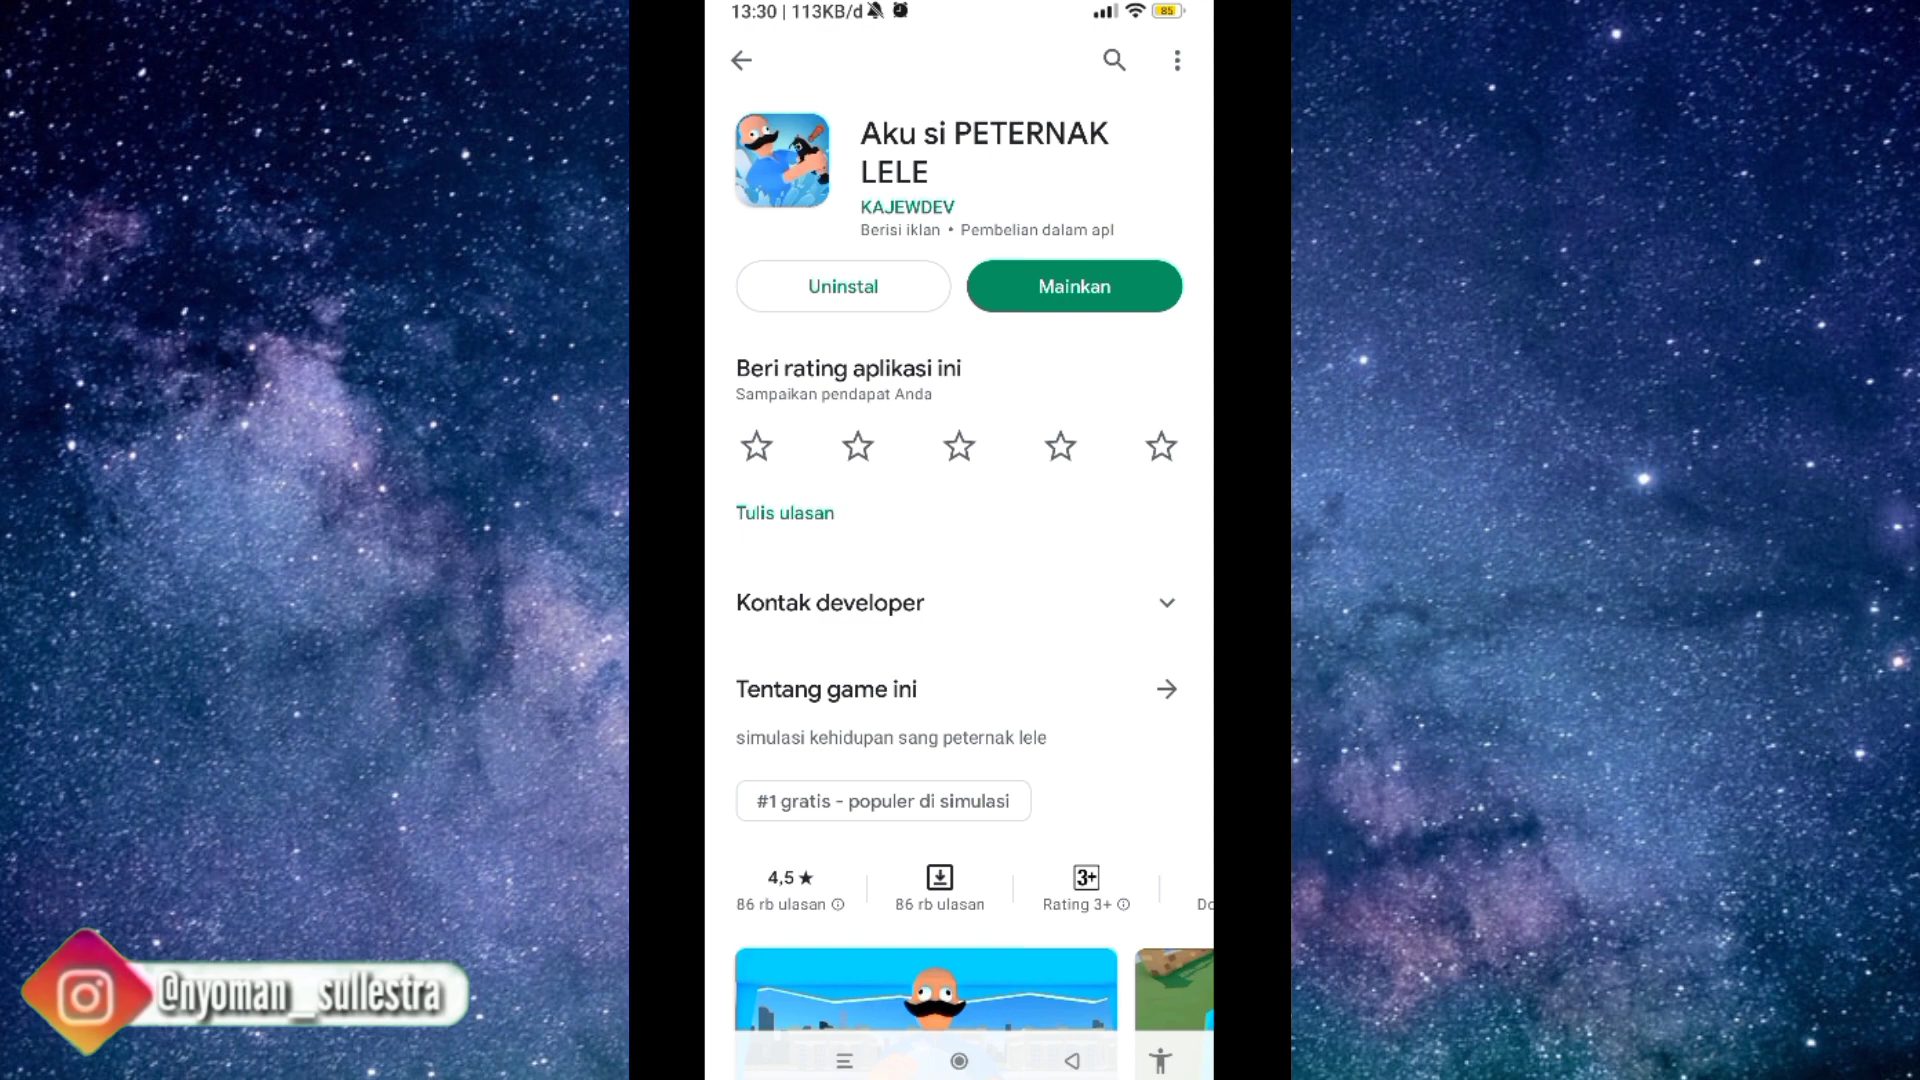 13:30 | 113KB/d
85
Aku si PETERNAK
LELE
KAJEWDEV
Berisi iklan • Pembelian dalam apl
Uninstal
Mainkan
Beri rating aplikasi ini
Sampaikan pendapat Anda
Tulis ulasan
Kontak developer
Tentang game ini
simulasi kehidupan sang peternak lele
#1 gratis - populer di simulasi
4,5 ★
86 rb ulasan
86 rb ulasan
3+
Rating 3+
Do
@nyoman_sullestra